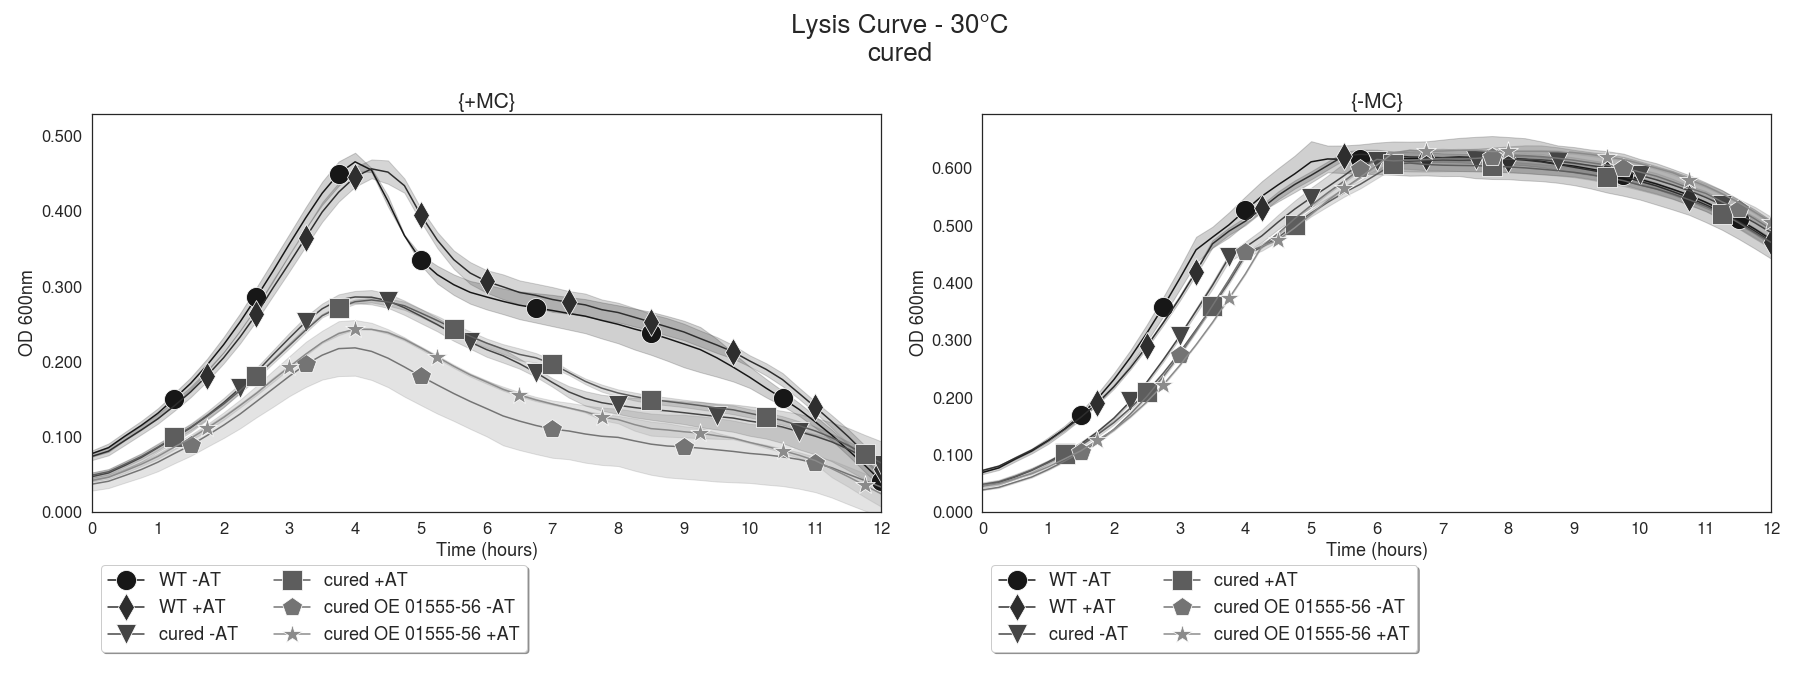 Lysis Curve - 30°C
cured
{+MC}
0.500
0.400
0.300
0.200
0.100
0.000
OD 600nm
0 1 2 3 4 5 6 7 8 9 10 11 12
Time (hours)
WT -AT
WT +AT
cured -AT
cured +AT
cured OE 01555-56 -AT
cured OE 01555-56 +AT
{-MC}
0.600
0.500
0.400
0.300
0.200
0.100
0.000
OD 600nm
0 1 2 3 4 5 6 7 8 9 10 11 12
Time (hours)
WT -AT
WT +AT
cured -AT
cured +AT
cured OE 01555-56 -AT
cured OE 01555-56 +AT